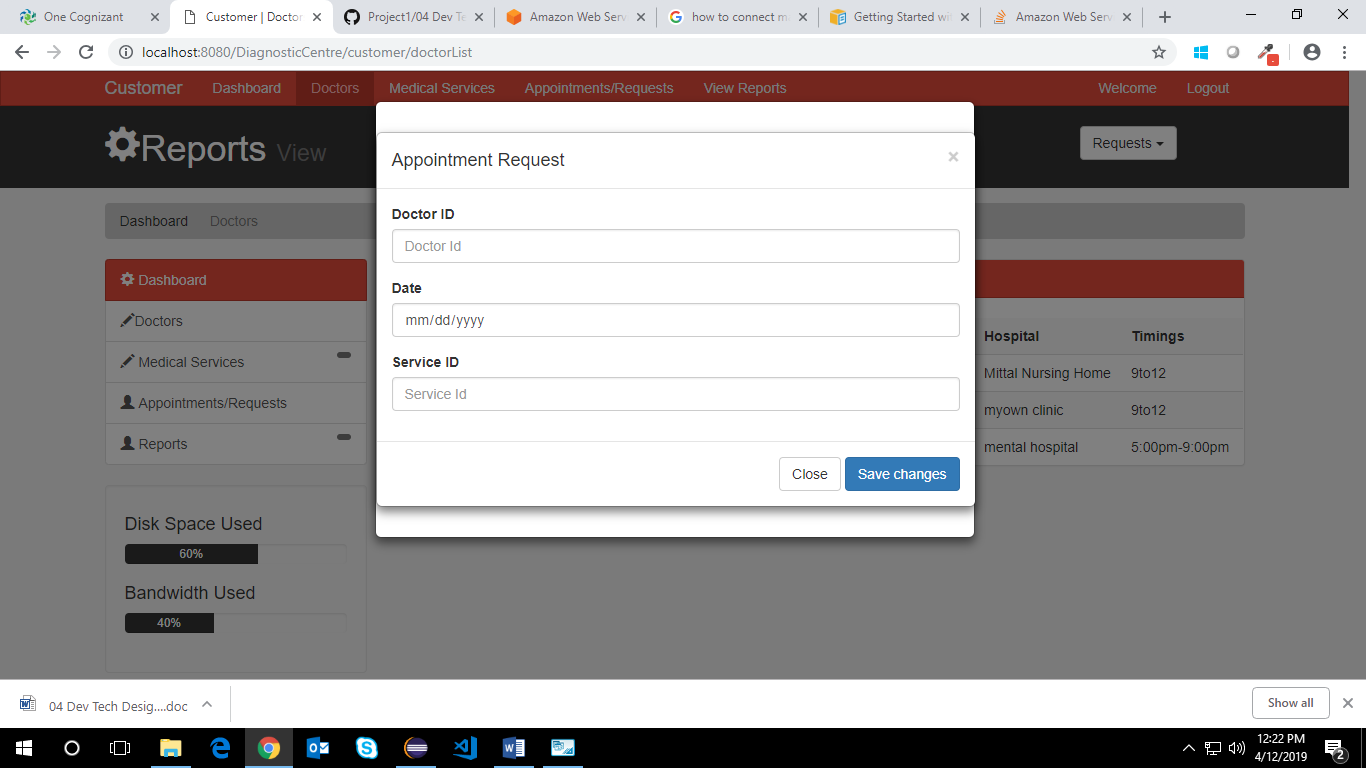 One Cognizant
Customer | Doctor
Project1/04 Dev Te
Amazon Web Serv
how to connect m
Getting Started wi
Amazon Web Serv
localhost:8080/DiagnosticCentre/customer/doctorList
Customer Dashboard Doctors Medical Services Appointments/Requests View Reports Welcome Logout
Reports View
Requests
Dashboard Doctors
Appointment Request ×
Doctor ID
Doctor Id
Date
mm/dd/yyyy
Service ID
Service Id
Close Save changes
Dashboard
Doctors
Medical Services
Appointments/Requests
Reports
Hospital Timings
Mittal Nursing Home 9to12
myown clinic 9to12
mental hospital 5:00pm-9:00pm
Disk Space Used
60%
Bandwidth Used
40%
04 Dev Tech Desig....doc
Show all
12:22 PM
4/12/2019
2